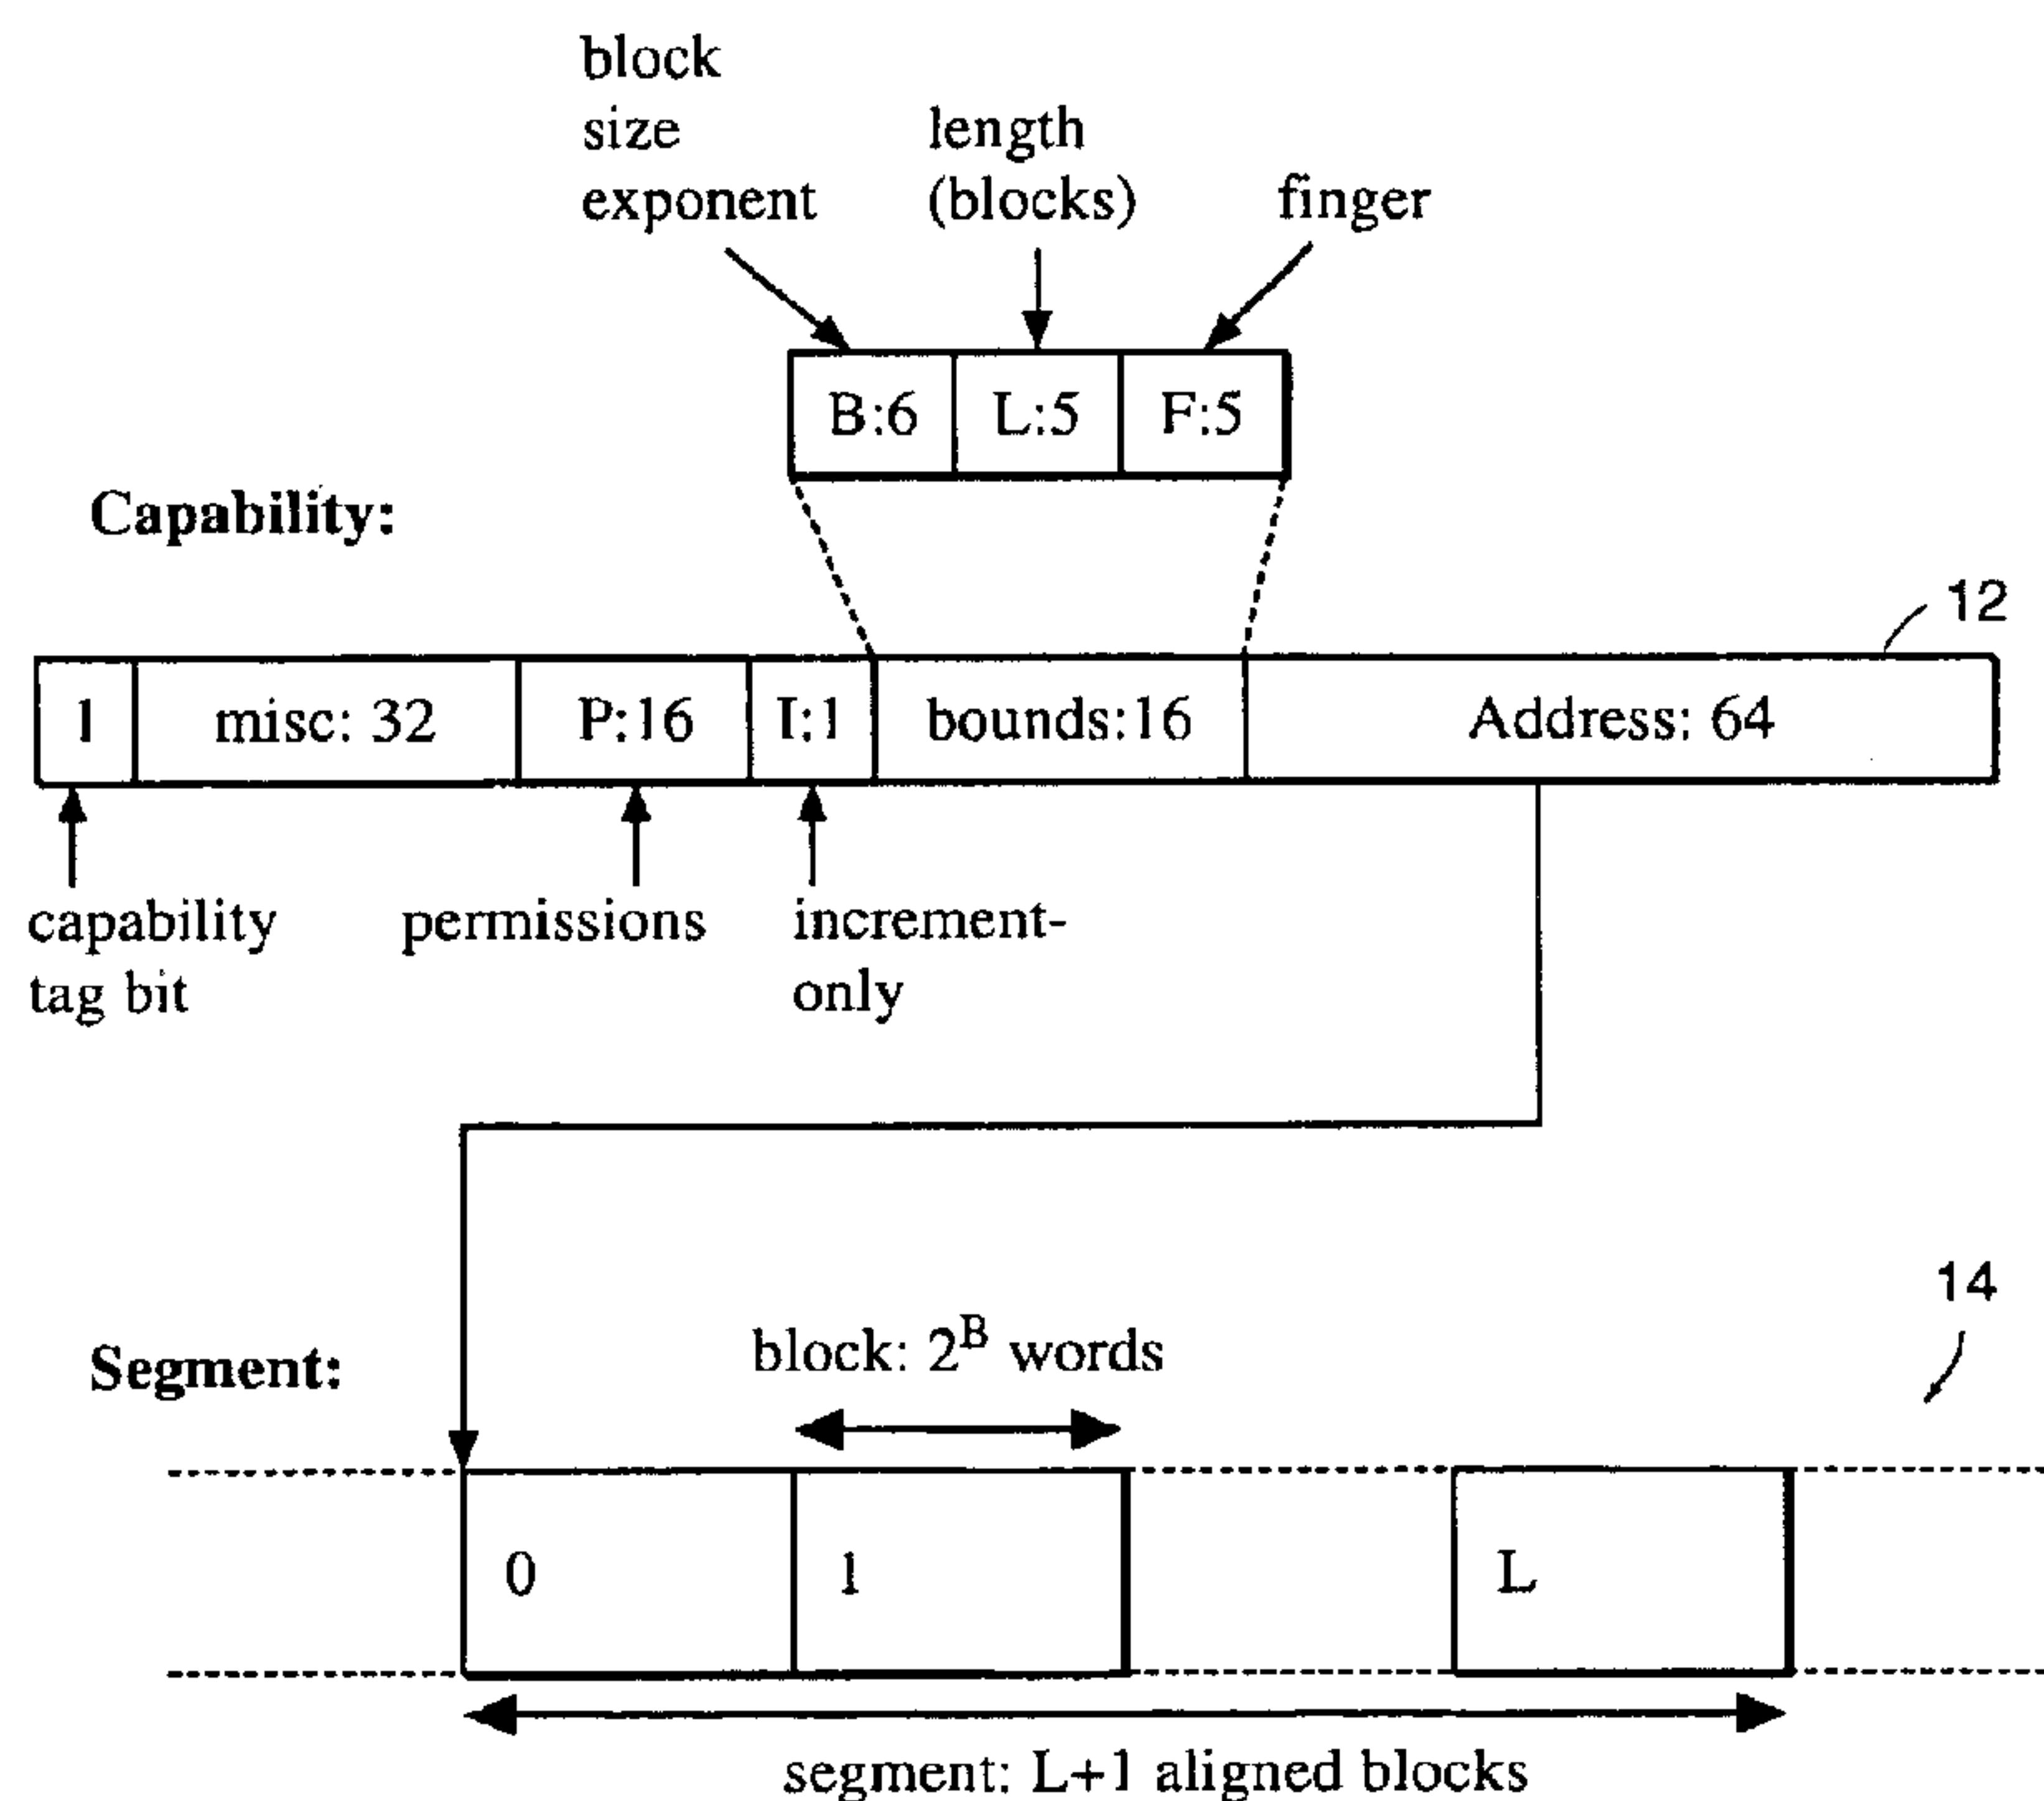 block
size
exponent
length
(blocks)
finger
B:6 L:5 F:5
Capability:
12
1 misc: 32 P:16 I:1 bounds:16 Address: 64
capability
tag bit
permissions
increment-
only
14
Segment:
block: 2^B words
0 1 L
segment: L+1 aligned blocks